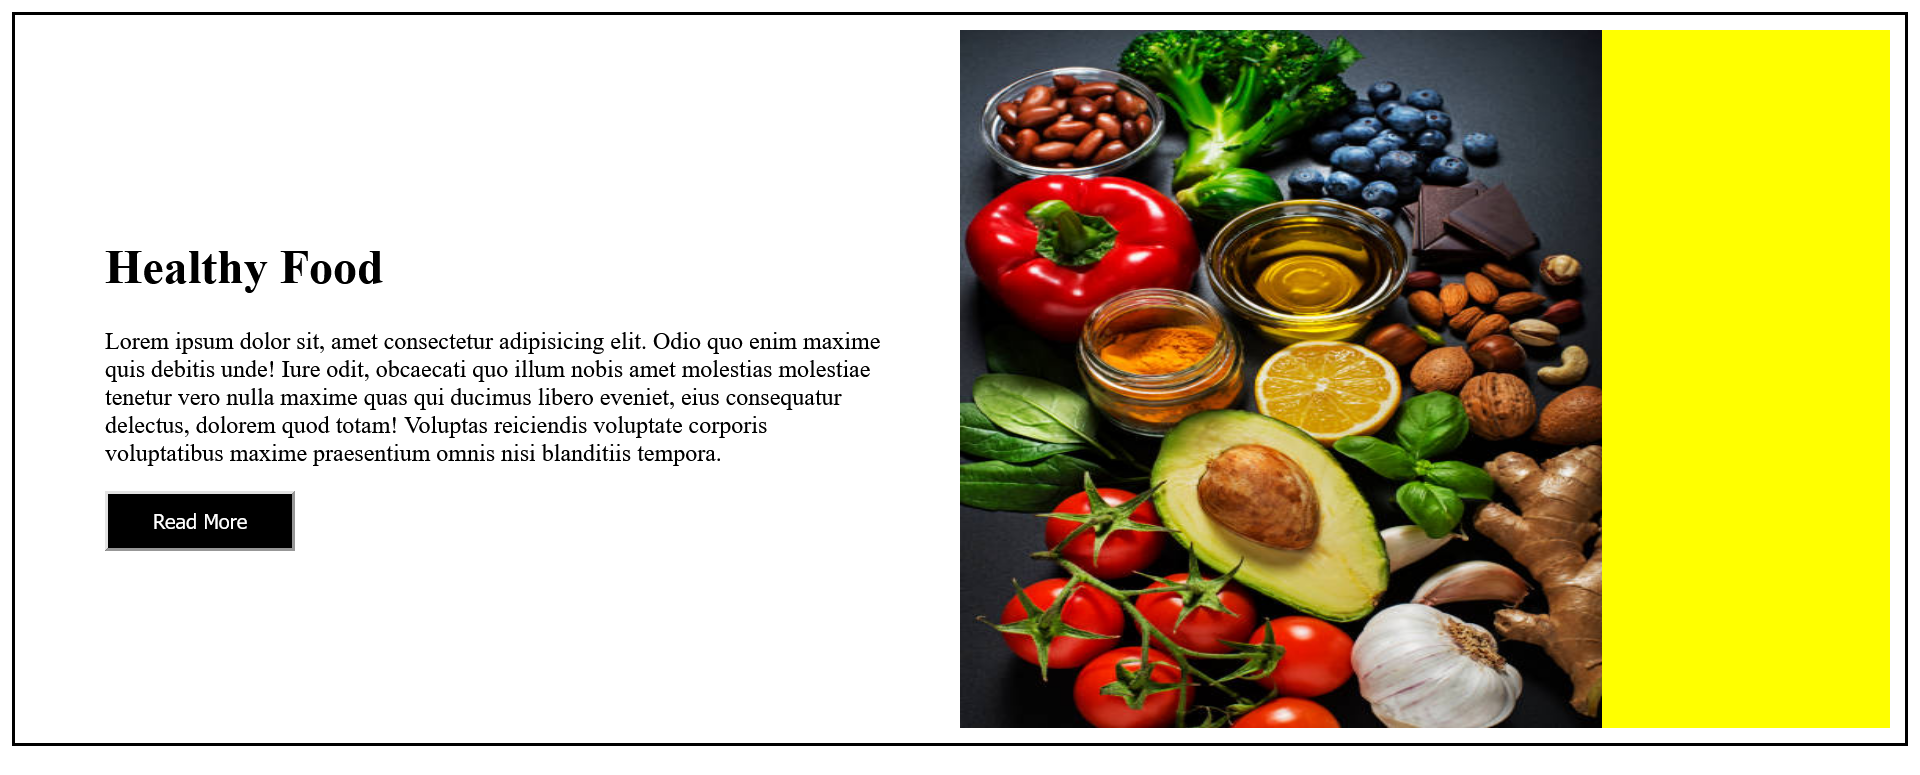 Healthy Food
Lorem ipsum dolor sit, amet consectetur adipisicing elit. Odio quo enim maxime
quis debitis unde! Iure odit, obcaecati quo illum nobis amet molestias molestiae
tenetur vero nulla maxime quas qui ducimus libero eveniet, eius consequatur
delectus, dolorem quod totam! Voluptas reiciendis voluptate corporis
voluptatibus maxime praesentium omnis nisi blanditiis tempora.
Read More